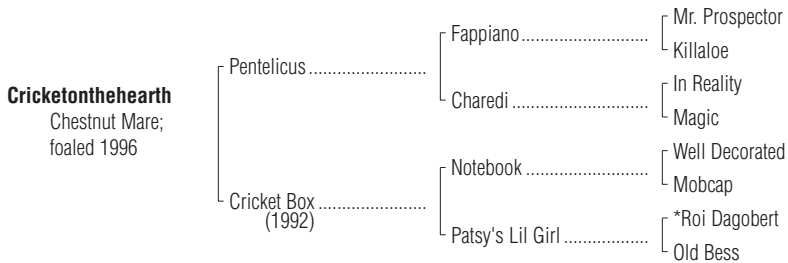 Cricketonthehearth
Chestnut Mare;
foaled 1996
Pentelicus
Cricket Box
(1992)
Fappiano
Charedi
Notebook
Patsy's Lil Girl
Mr. Prospector
Killaloe
In Reality
Magic
Well Decorated
Mobcap
*Roi Dagobert
Old Bess